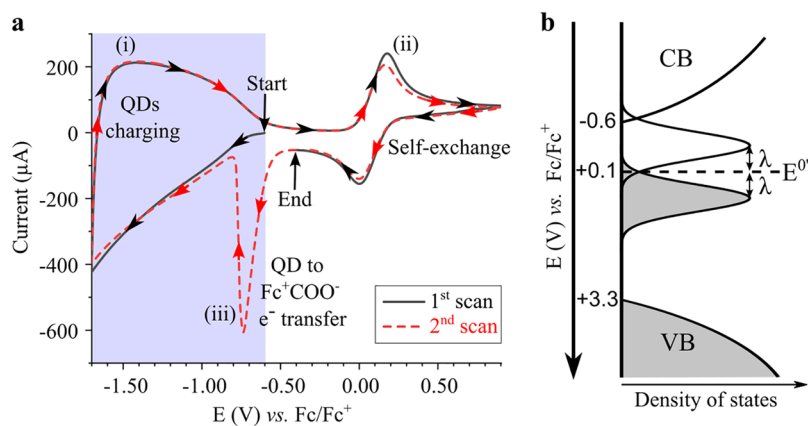 a
(i)
(ii)
200
Start
0
QDs
charging
Self-exchange
-200
End
-400
QD to
Fc⁺COO⁻
e⁻ transfer
(iii)
-600
1st scan
2nd scan
-1.50
-1.00
-0.50
0.00
0.50
Current (µA)
E (V) vs. Fc/Fc⁺
b
CB
-0.6
λ
+0.1
E⁰'
λ
+3.3
VB
E (V) vs. Fc/Fc⁺
Density of states